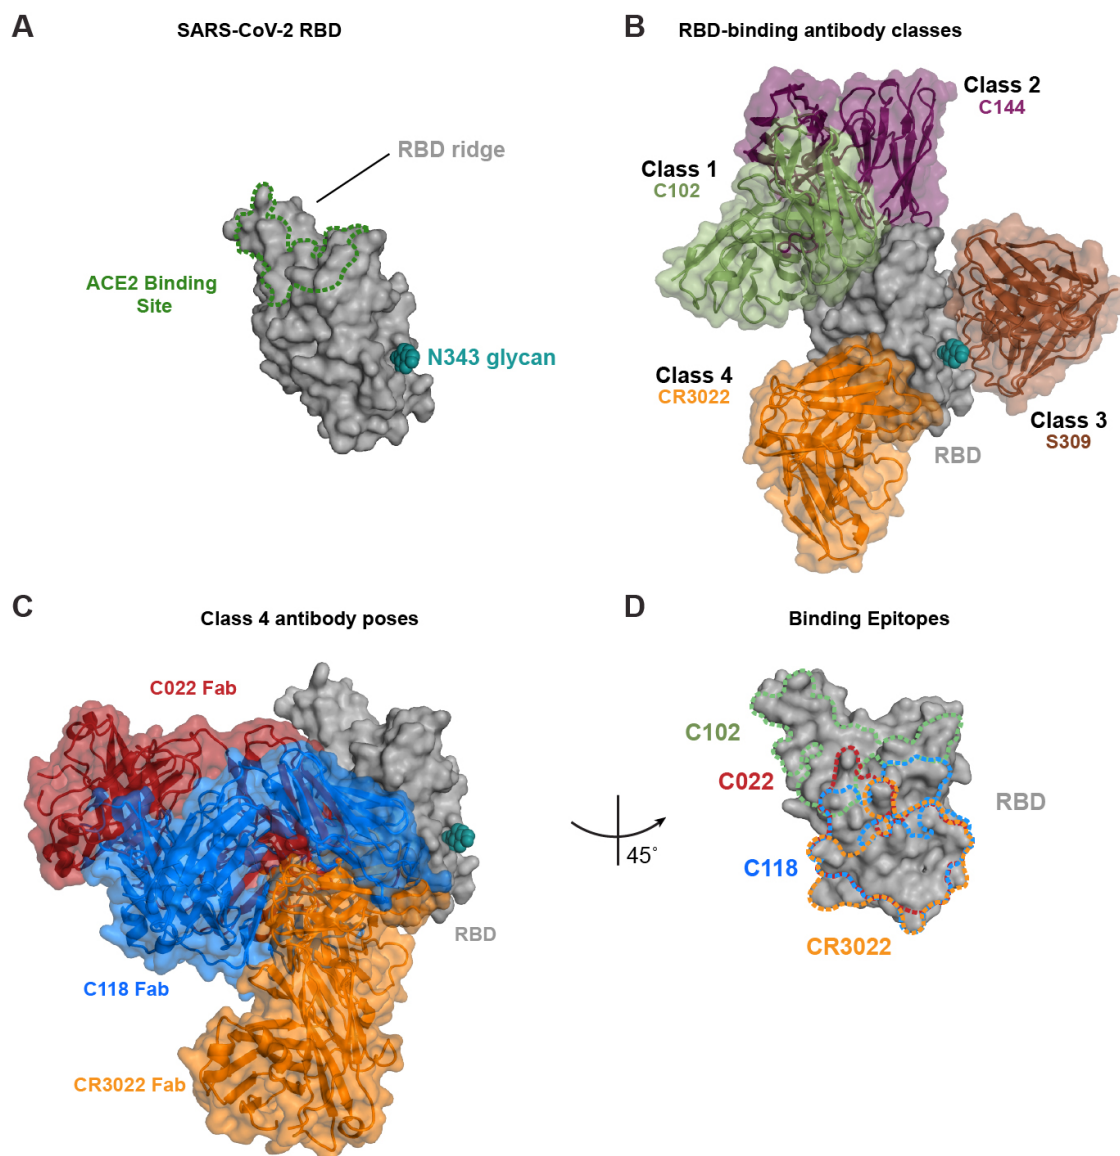 A
SARS-CoV-2 RBD
RBD ridge
ACE2 Binding
Site
N343 glycan
B
RBD-binding antibody classes
Class 2
C144
Class 1
C102
Class 4
CR3022
Class 3
S309
RBD
C
Class 4 antibody poses
C022 Fab
C118 Fab
CR3022 Fab
RBD
45°
D
Binding Epitopes
C102
C022
RBD
C118
CR3022